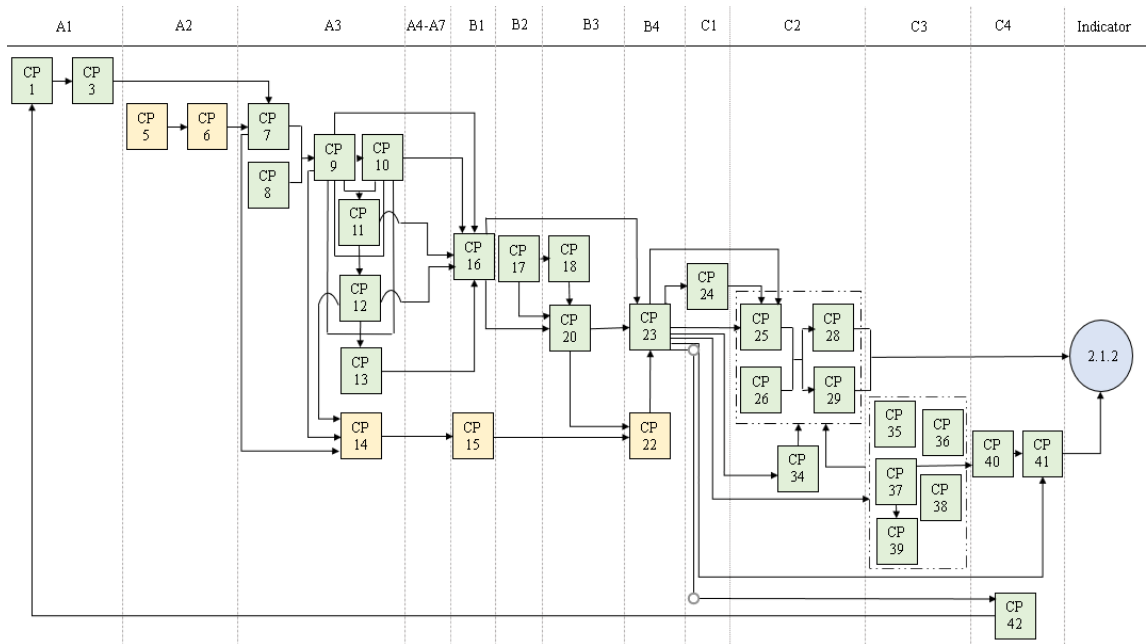 A1
A2
A3
A4-A7
B1
B2
B3
B4
C1
C2
C3
C4
Indicator
CP
1
CP
3
CP
5
CP
6
CP
7
CP
8
CP
9
CP
10
CP
11
CP
12
CP
13
CP
14
CP
15
CP
16
CP
17
CP
18
CP
20
CP
22
CP
23
CP
24
CP
25
CP
26
CP
28
CP
29
CP
34
CP
35
CP
36
CP
37
CP
38
CP
39
CP
40
CP
41
CP
42
2.1.2